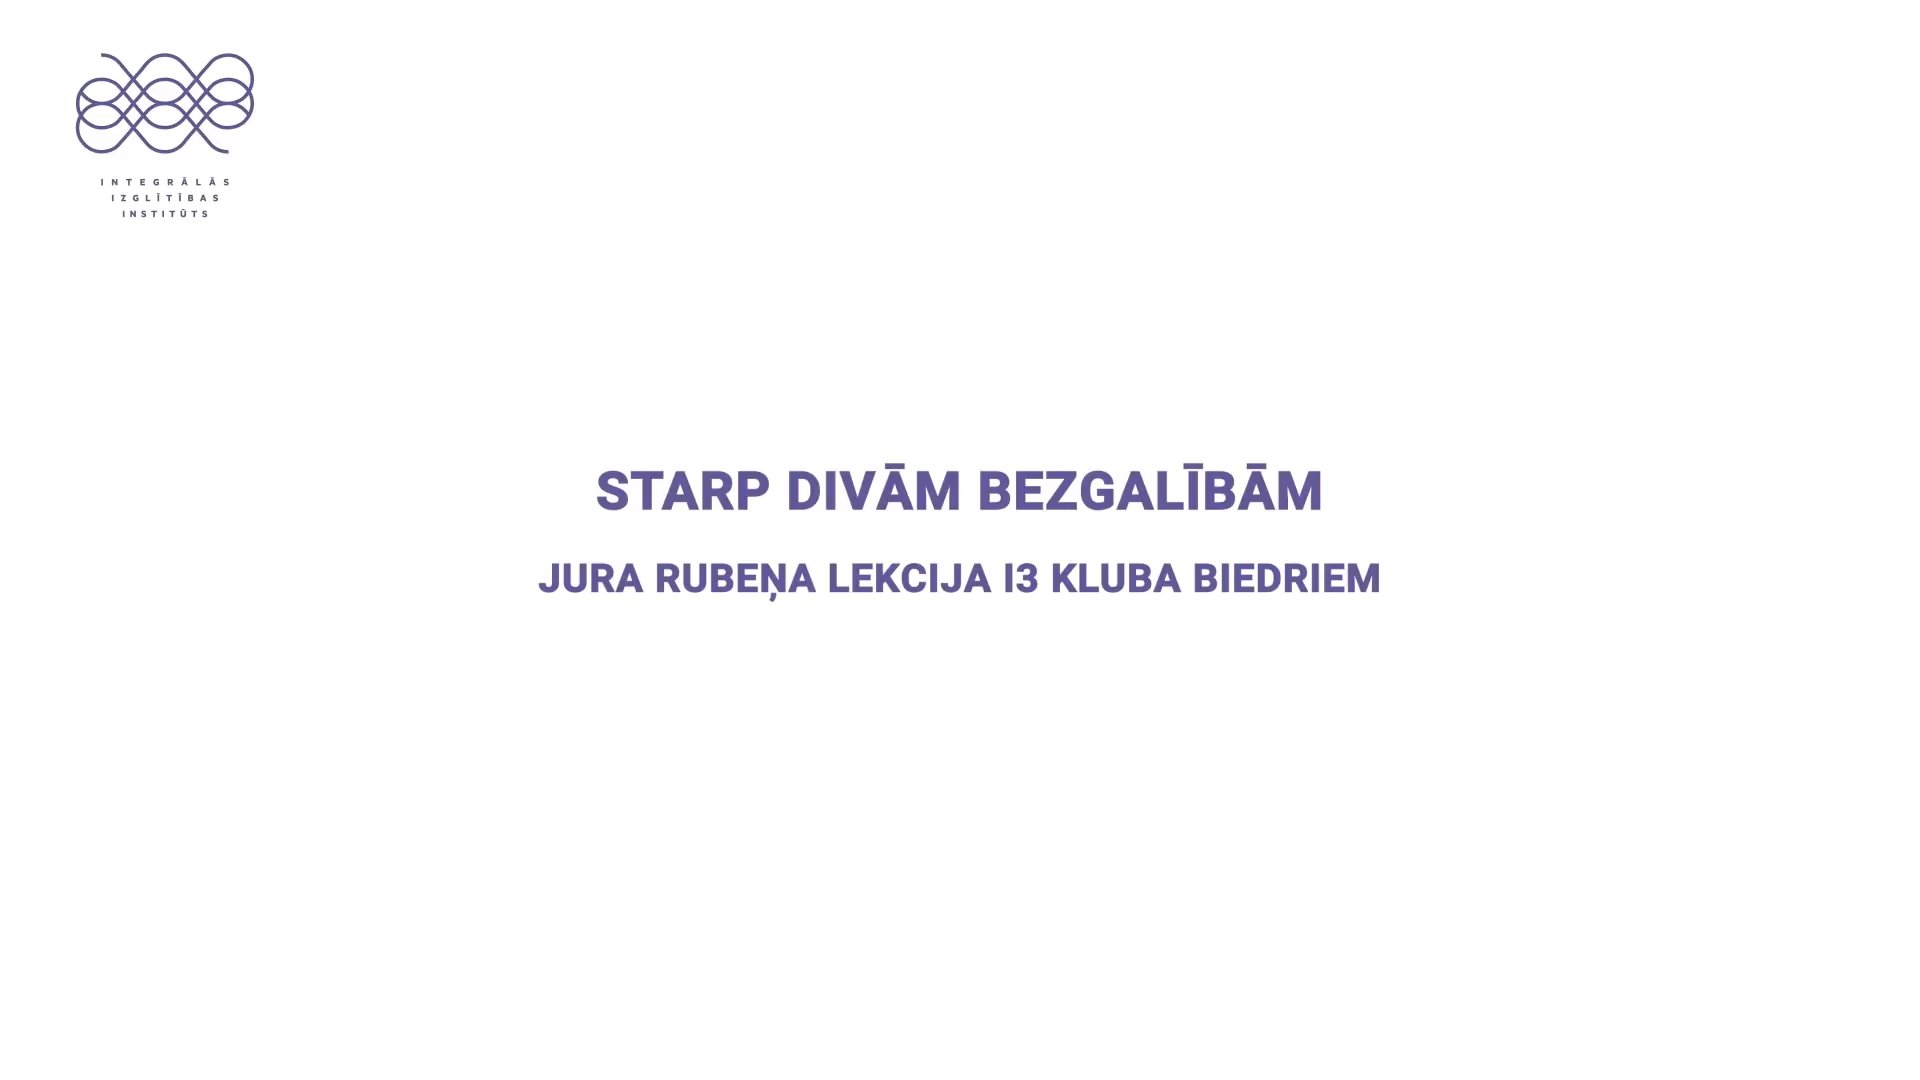 INTEGRĀLĀS
IZGLĪTĪBAS
INSTITŪTS
STARP DIVĀM BEZGALĪBĀM
JURA RUBEŅA LEKCIJA I3 KLUBA BIEDRIEM